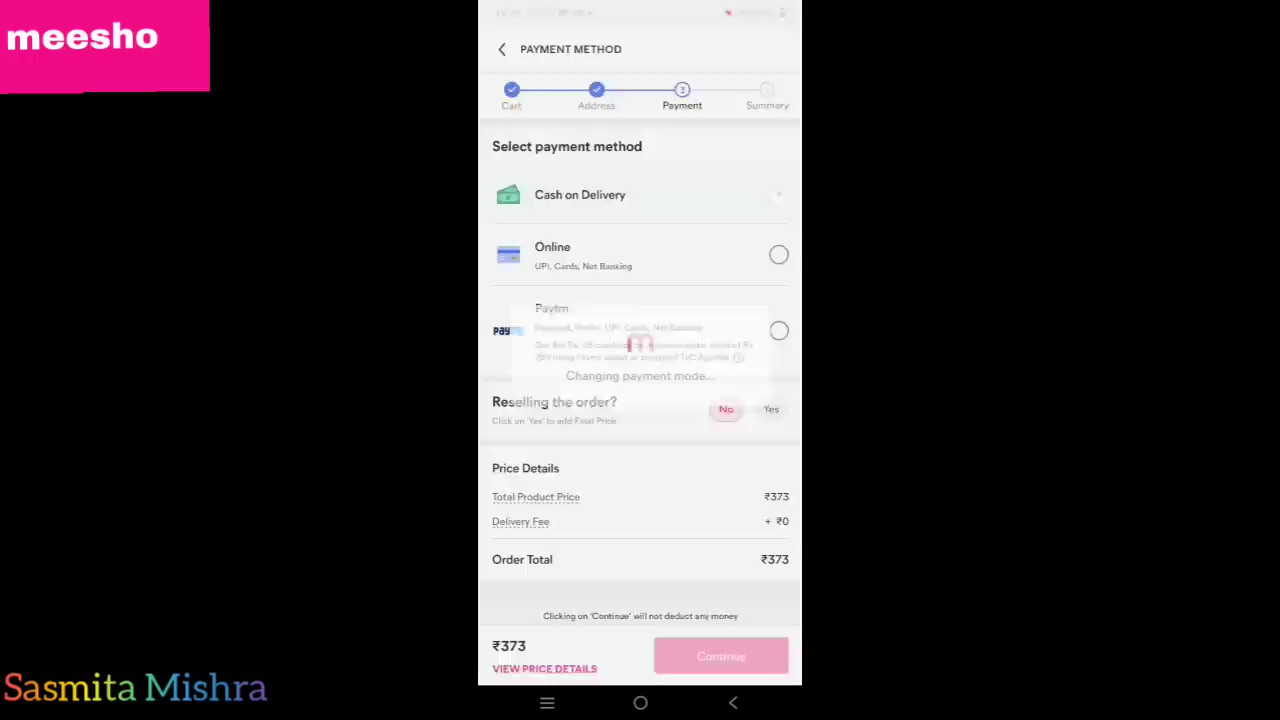 meesho
PAYMENT METHOD
3
Cart
Address
Payment
Summary
Select payment method
Cash on Delivery
Online
UPI, Cards, Net Banking
Paytm
Changing payment mode...
Reselling the order?
Click on 'Yes' to add Final Price
No
Yes
Price Details
Total Product Price
₹373
Delivery Fee
+ ₹0
Order Total
₹373
Clicking on 'Continue' will not deduct any money
₹373
VIEW PRICE DETAILS
Continue
Sasmita Mishra